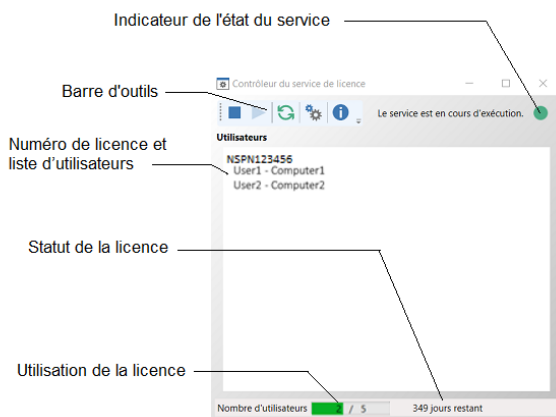 Indicateur de l'état du service
Contrôleur du service de licence
Barre d'outils
Le service est en cours d'exécution.
Utilisateurs
Numéro de licence et
liste d’utilisateurs
NSPN123456
User1 - Computer1
User2 - Computer2
Statut de la licence
Utilisation de la licence
Nombre d'utilisateurs 2 / 5 349 jours restant